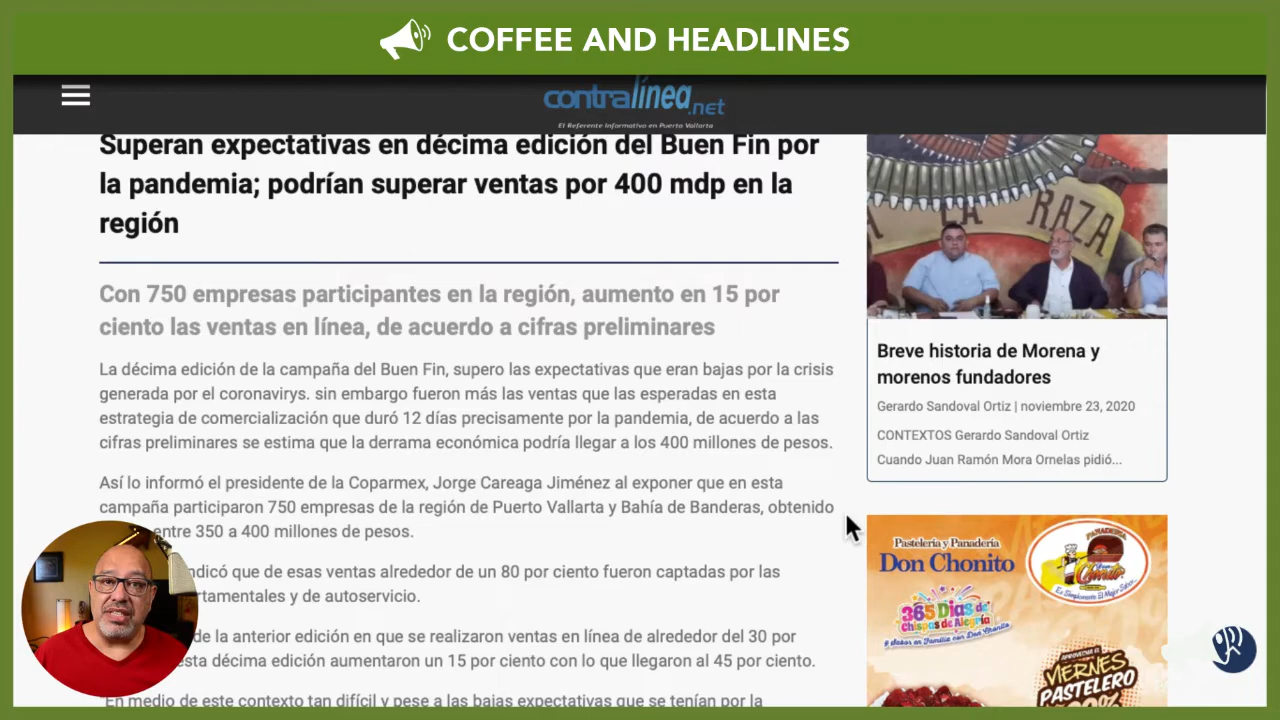 COFFEE AND HEADLINES
contralínea.net
El Referente Informativo en Puerto Vallarta
Superan expectativas en décima edición del Buen Fin por
la pandemia; podrían superar ventas por 400 mdp en la
región
Con 750 empresas participantes en la región, aumento en 15 por
ciento las ventas en línea, de acuerdo a cifras preliminares
La décima edición de la campaña del Buen Fin, supero las expectativas que eran bajas por la crisis
generada por el coronavirys. sin embargo fueron más las ventas que las esperadas en esta
estrategia de comercialización que duró 12 días precisamente por la pandemia, de acuerdo a las
cifras preliminares se estima que la derrama económica podría llegar a los 400 millones de pesos.
Así lo informó el presidente de la Coparmex, Jorge Careaga Jiménez al exponer que en esta
campaña participaron 750 empresas de la región de Puerto Vallarta y Bahía de Banderas, obtenido
entre 350 a 400 millones de pesos.
que de esas ventas alrededor de un 80 por ciento fueron captadas por las
y de autoservicio.
de la anterior edición en que se realizaron ventas en línea de alrededor del 30 por
esta décima edición aumentaron un 15 por ciento con lo que llegaron al 45 por ciento.
"En medio de este contexto tan difícil y pese a las bajas expectativas que se tenían por la
LA RAZA
Breve historia de Morena y
morenos fundadores
Gerardo Sandoval Ortiz | noviembre 23, 2020
CONTEXTOS Gerardo Sandoval Ortiz
Cuando Juan Ramón Mora Ornelas pidió...
Pastelería y Panadería
Don Chonito
PANADERIA
Chonito
365 Días de
Chispas de Alegría
y sabor en familia con Don Chonito
APROVECHA EL
VIERNES
PASTELERO